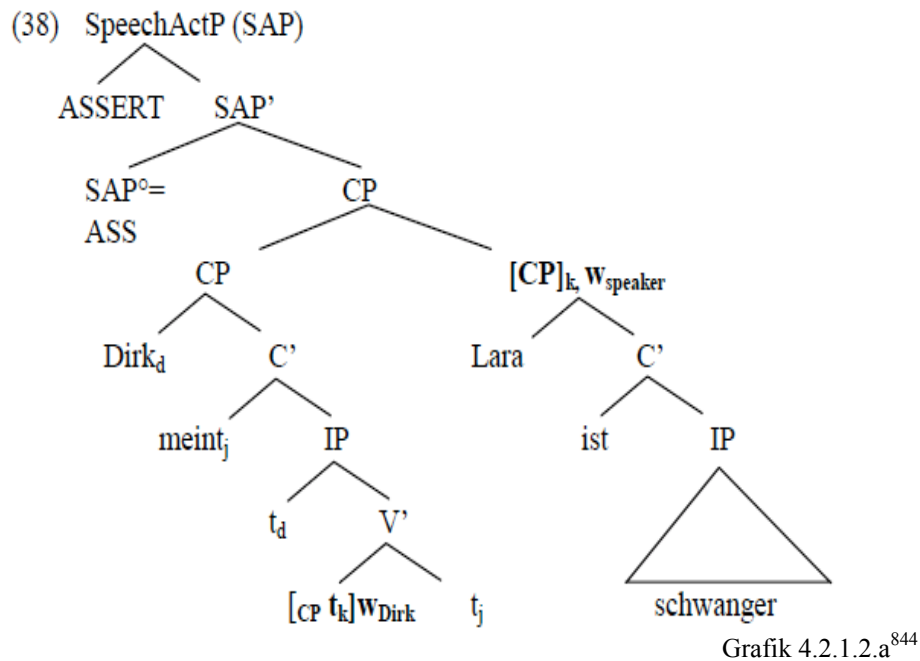 (38) SpeechActP (SAP)
ASSERT SAP’
SAP°= CP
ASS
CP [CP]k, wspeaker
Dirkd C’ Lara C’
meintj IP ist IP
td V’
[CP tk]wDirk tj schwanger
Grafik 4.2.1.2.a844